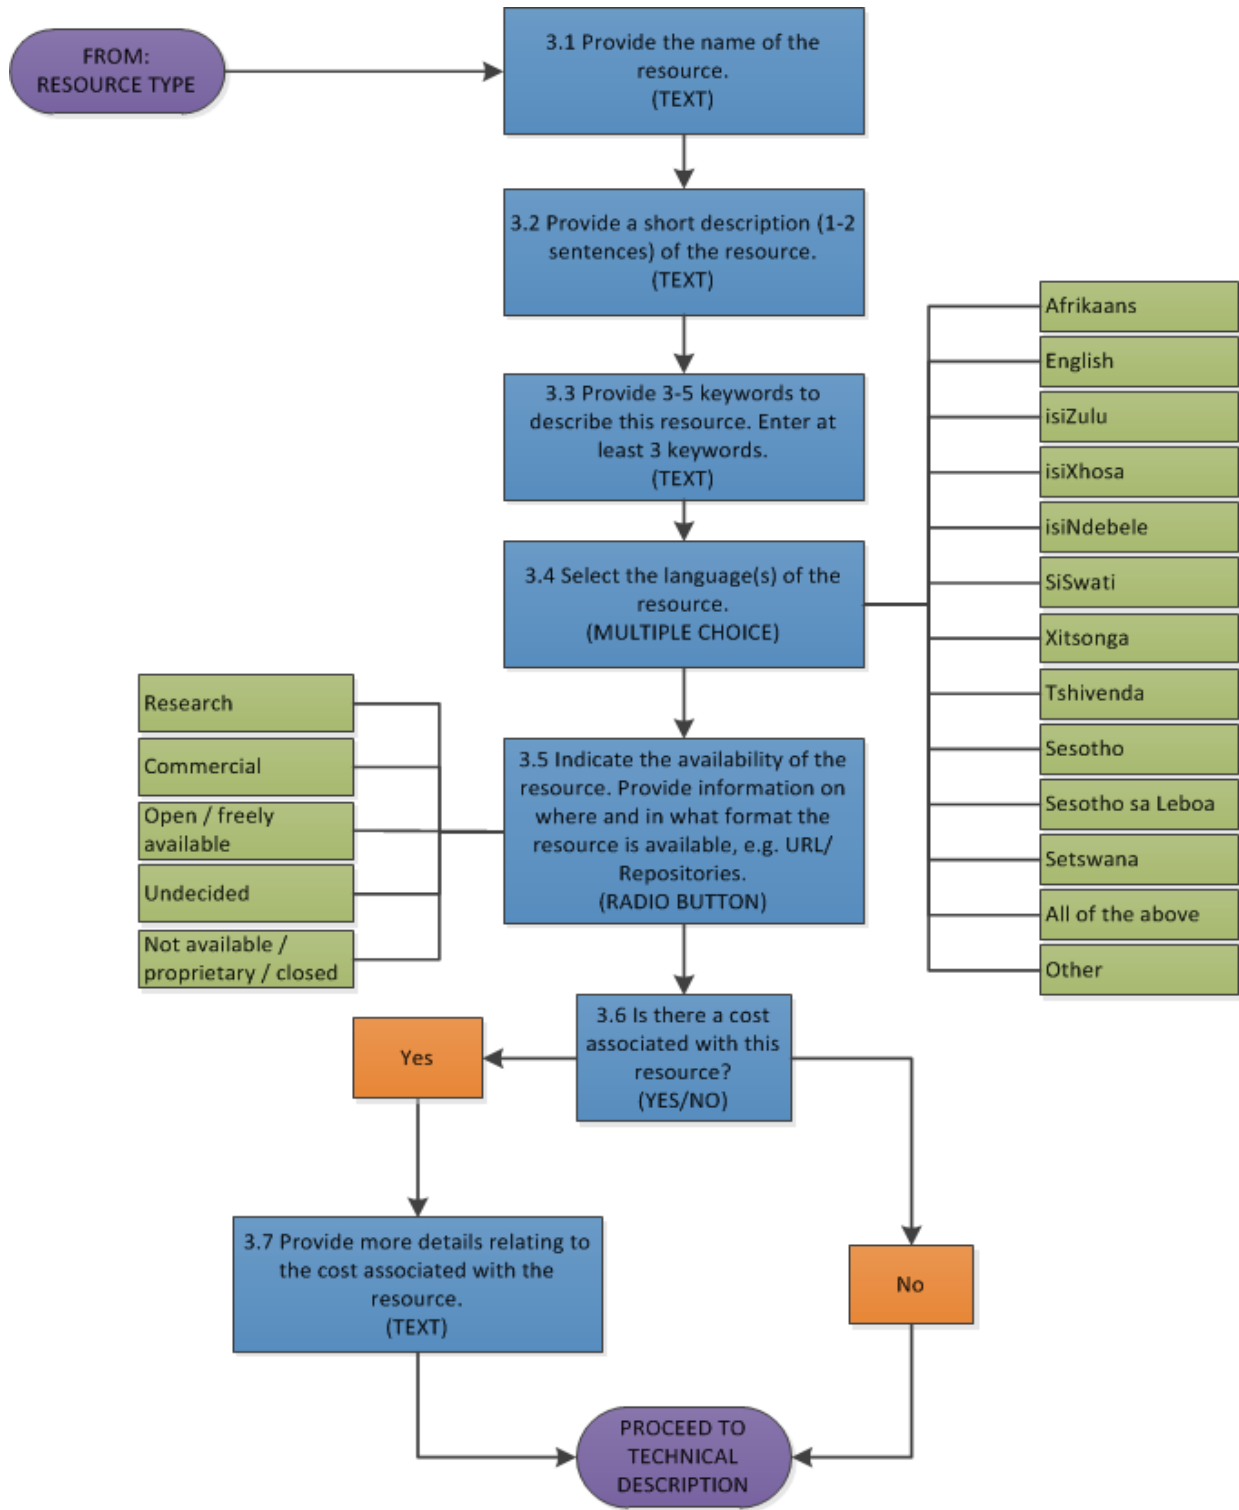 FROM:
RESOURCE TYPE
3.1 Provide the name of the
resource.
(TEXT)
3.2 Provide a short description (1-2
sentences) of the resource.
(TEXT)
3.3 Provide 3-5 keywords to
describe this resource. Enter at
least 3 keywords.
(TEXT)
3.4 Select the language(s) of the
resource.
(MULTIPLE CHOICE)
Afrikaans
English
isiZulu
isiXhosa
isiNdebele
SiSwati
Xitsonga
Tshivenda
Sesotho
Sesotho sa Leboa
Setswana
All of the above
Other
3.5 Indicate the availability of the
resource. Provide information on
where and in what format the
resource is available, e.g. URL/
Repositories.
(RADIO BUTTON)
Research
Commercial
Open / freely
available
Undecided
Not available /
proprietary / closed
3.6 Is there a cost
associated with this
resource?
(YES/NO)
Yes
3.7 Provide more details relating to
the cost associated with the
resource.
(TEXT)
No
PROCEED TO
TECHNICAL
DESCRIPTION